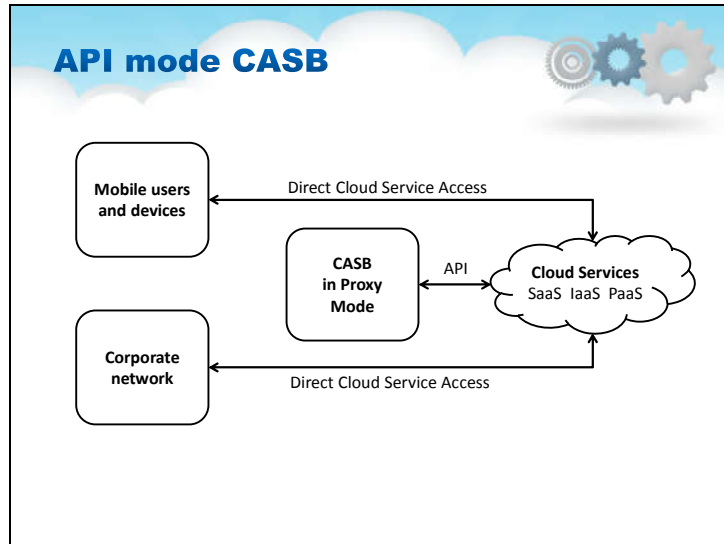 API mode CASB
Mobile users
and devices
Direct Cloud Service Access
CASB
in Proxy
Mode
API
Cloud Services
SaaS IaaS PaaS
Corporate
network
Direct Cloud Service Access